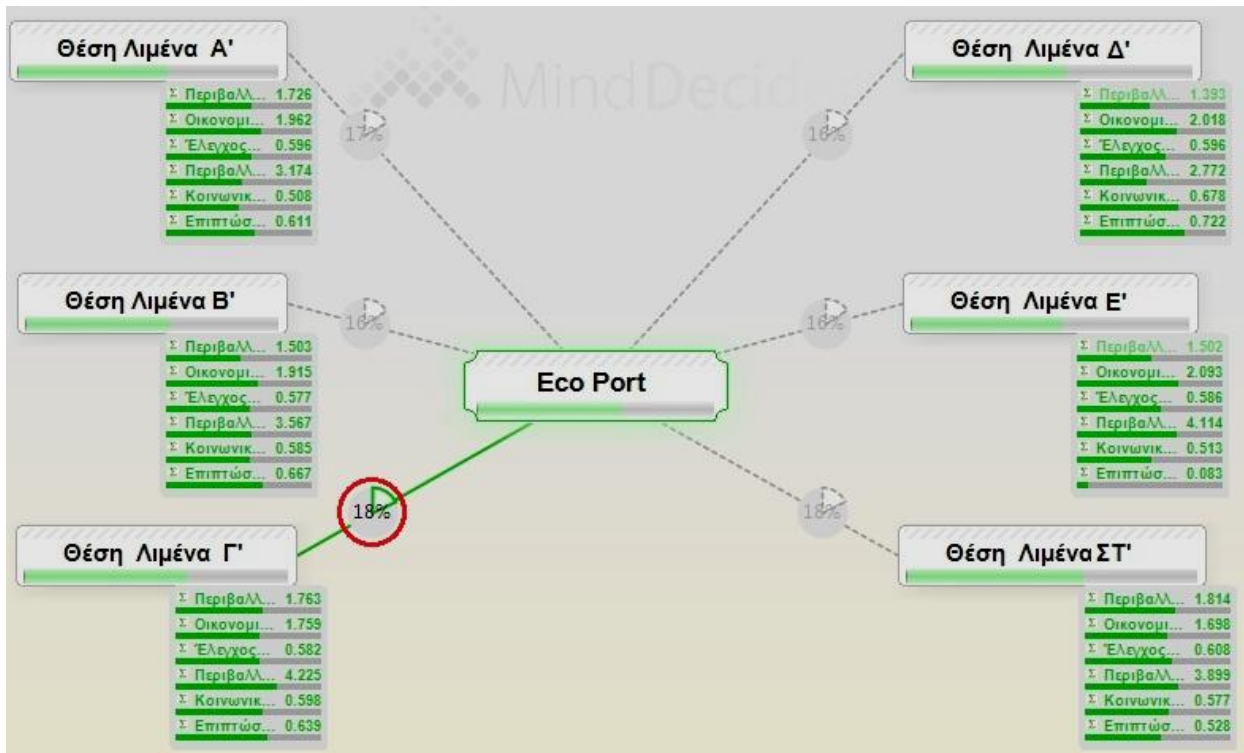 Θέση Λιμένα Α'
Σ Περιβαλλ... 1.726
Σ Οικονομι... 1.962
Σ Έλεγχος... 0.596
Σ Περιβαλλ... 3.174
Σ Κοινωνικ... 0.508
Σ Επιπτώσ... 0.611
17%
MindDecider
Θέση Λιμένα Δ'
Σ Περιβαλλ... 1.393
Σ Οικονομι... 2.018
Σ Έλεγχος... 0.596
Σ Περιβαλλ... 2.772
Σ Κοινωνικ... 0.678
Σ Επιπτώσ... 0.722
16%
Θέση Λιμένα Β'
Σ Περιβαλλ... 1.503
Σ Οικονομι... 1.915
Σ Έλεγχος... 0.577
Σ Περιβαλλ... 3.567
Σ Κοινωνικ... 0.585
Σ Επιπτώσ... 0.667
16%
Eco Port
Θέση Λιμένα Ε'
Σ Περιβαλλ... 1.502
Σ Οικονομι... 2.093
Σ Έλεγχος... 0.586
Σ Περιβαλλ... 4.114
Σ Κοινωνικ... 0.513
Σ Επιπτώσ... 0.083
16%
Θέση Λιμένα Γ'
Σ Περιβαλλ... 1.763
Σ Οικονομι... 1.759
Σ Έλεγχος... 0.582
Σ Περιβαλλ... 4.225
Σ Κοινωνικ... 0.598
Σ Επιπτώσ... 0.639
18%
Θέση Λιμένα ΣΤ'
Σ Περιβαλλ... 1.814
Σ Οικονομι... 1.698
Σ Έλεγχος... 0.608
Σ Περιβαλλ... 3.899
Σ Κοινωνικ... 0.577
Σ Επιπτώσ... 0.528
18%